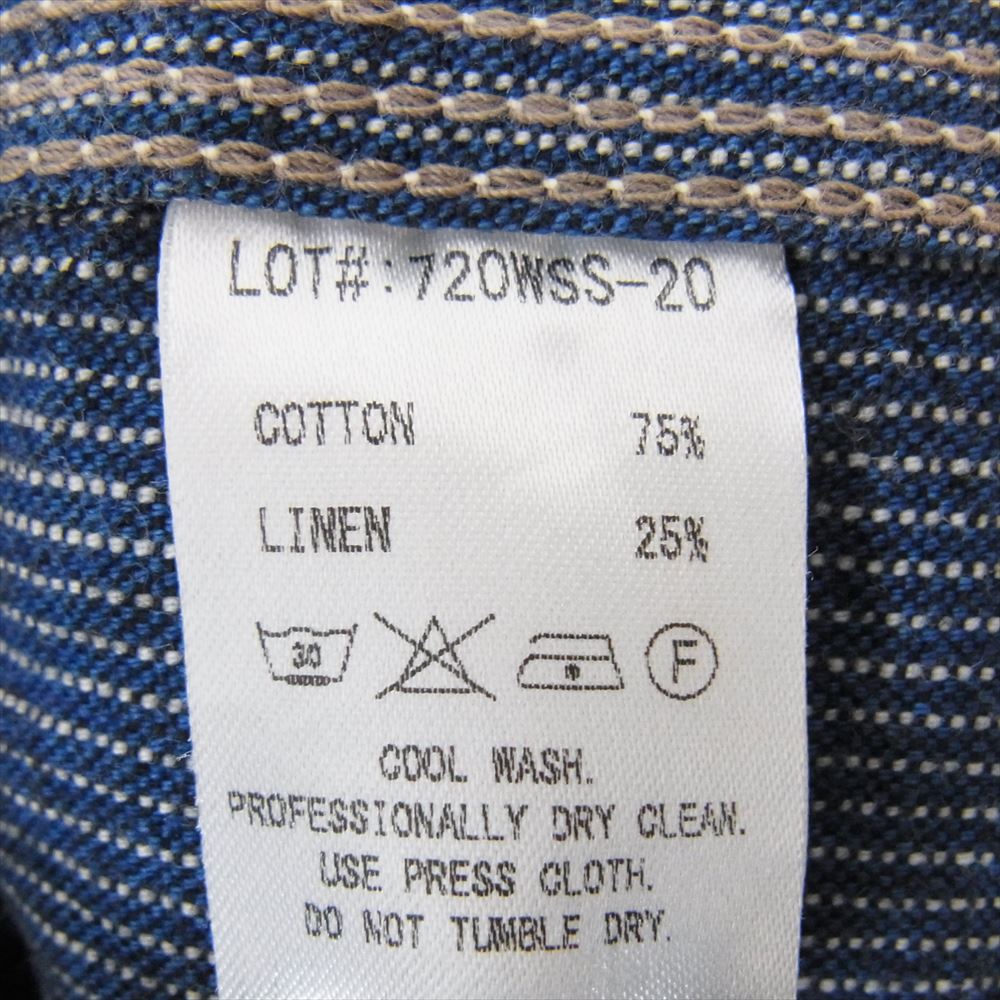 LOT#:720WSS-20
COTTON 75%
LINEN 25%
30 F
COOL WASH.
PROFESSIONALLY DRY CLEAN.
USE PRESS CLOTH.
DO NOT TUMBLE DRY.